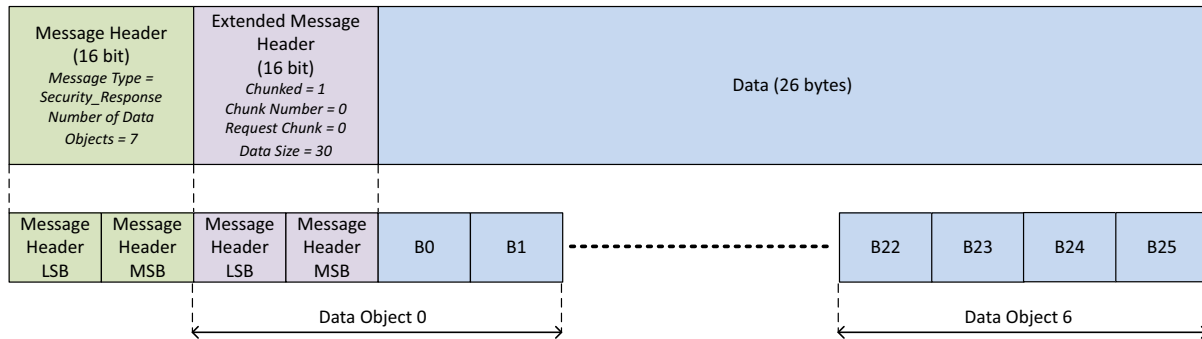 Message Header
(16 bit)
Message Type =
Security_Response
Number of Data
Objects = 7
Extended Message
Header
(16 bit)
Chunked = 1
Chunk Number = 0
Request Chunk = 0
Data Size = 30
Data (26 bytes)
Message
Header
LSB
Message
Header
MSB
Message
Header
LSB
Message
Header
MSB
B0
B1
B22
B23
B24
B25
Data Object 0
Data Object 6